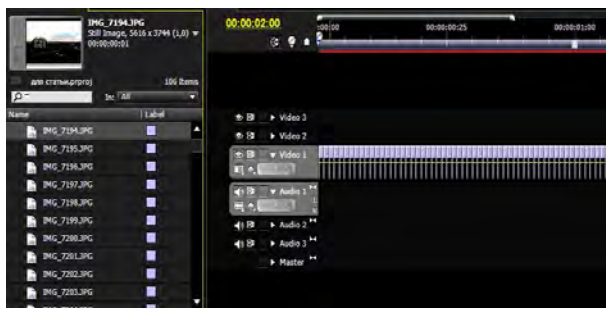 IMG_7194.JPG
Still Image, 5616 x 3744 (1,0)
00:00:00:01
для статьи.prproj
106 Items
In: All
Name
Label
IMG_7194.JPG
IMG_7195.JPG
IMG_7196.JPG
IMG_7197.JPG
IMG_7198.JPG
IMG_7199.JPG
IMG_7200.JPG
IMG_7201.JPG
IMG_7202.JPG
IMG_7203.JPG
00:00:02:00
:00:00
00:00:00:25
00:00:01:00
Video 3
Video 2
Video 1
Audio 1
Audio 2
Audio 3
Master